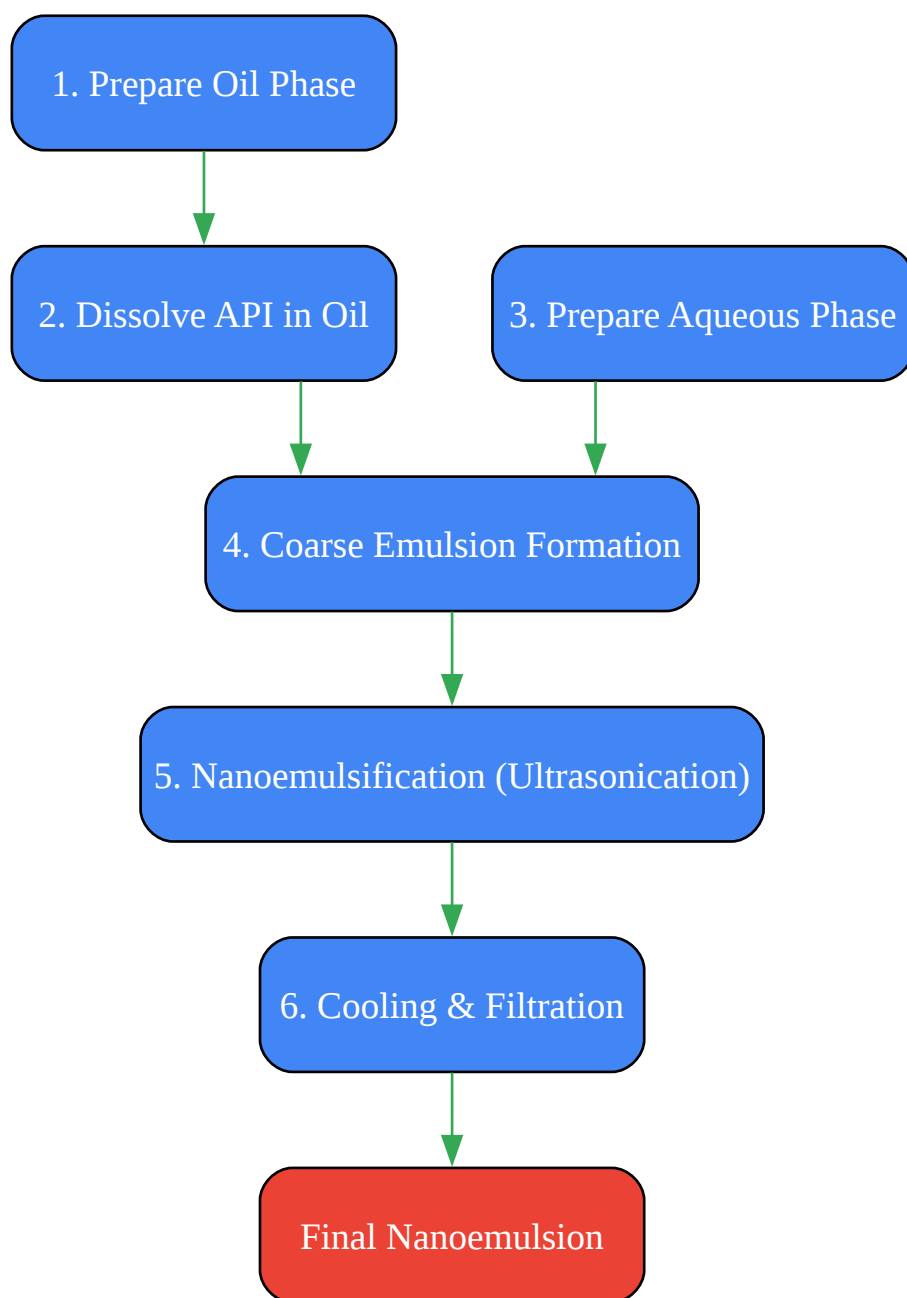 1. Prepare Oil Phase
2. Dissolve API in Oil
3. Prepare Aqueous Phase
4. Coarse Emulsion Formation
5. Nanoemulsification (Ultrasonication)
6. Cooling & Filtration
Final Nanoemulsion